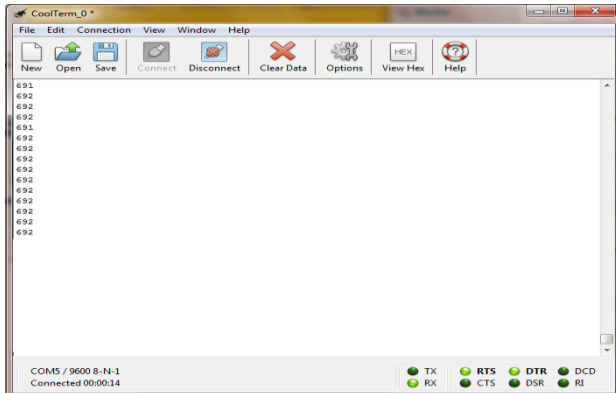 CoolTerm_0 *
File Edit Connection View Window Help
New Open Save Connect Disconnect Clear Data Options HEX View Hex Help
691
692
692
692
691
692
692
692
692
692
692
692
692
692
692
COM5 / 9600 8-N-1
Connected 00:00:14
TX RTS DTR DCD
RX CTS DSR RI